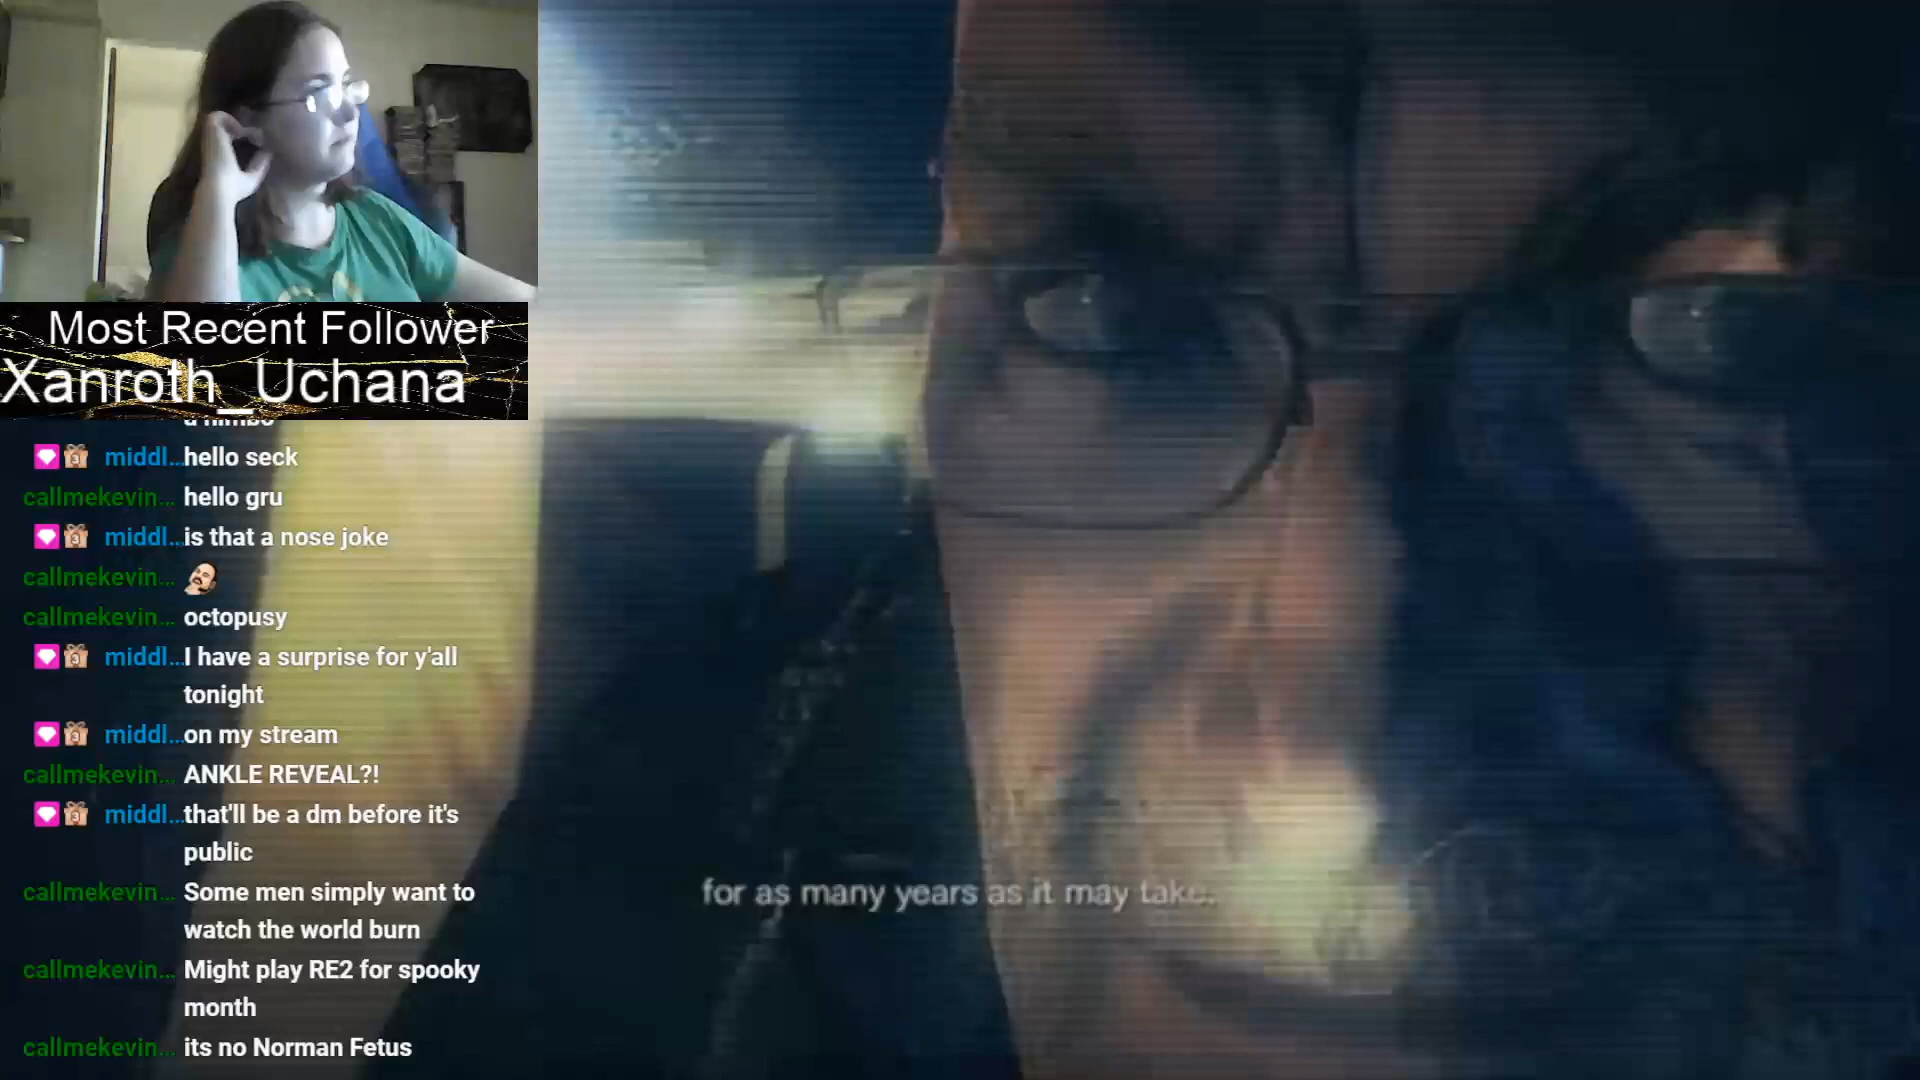 Most Recent Follower
Xanroth_Uchana
a himbo
middl... hello seck
callmekevin... hello gru
middl... is that a nose joke
callmekevin...
callmekevin... octopusy
middl... I have a surprise for y'all
tonight
middl... on my stream
callmekevin... ANKLE REVEAL?!
middl... that'll be a dm before it's
public
callmekevin... Some men simply want to
watch the world burn
callmekevin... Might play RE2 for spooky
month
callmekevin... its no Norman Fetus
for as many years as it may take.